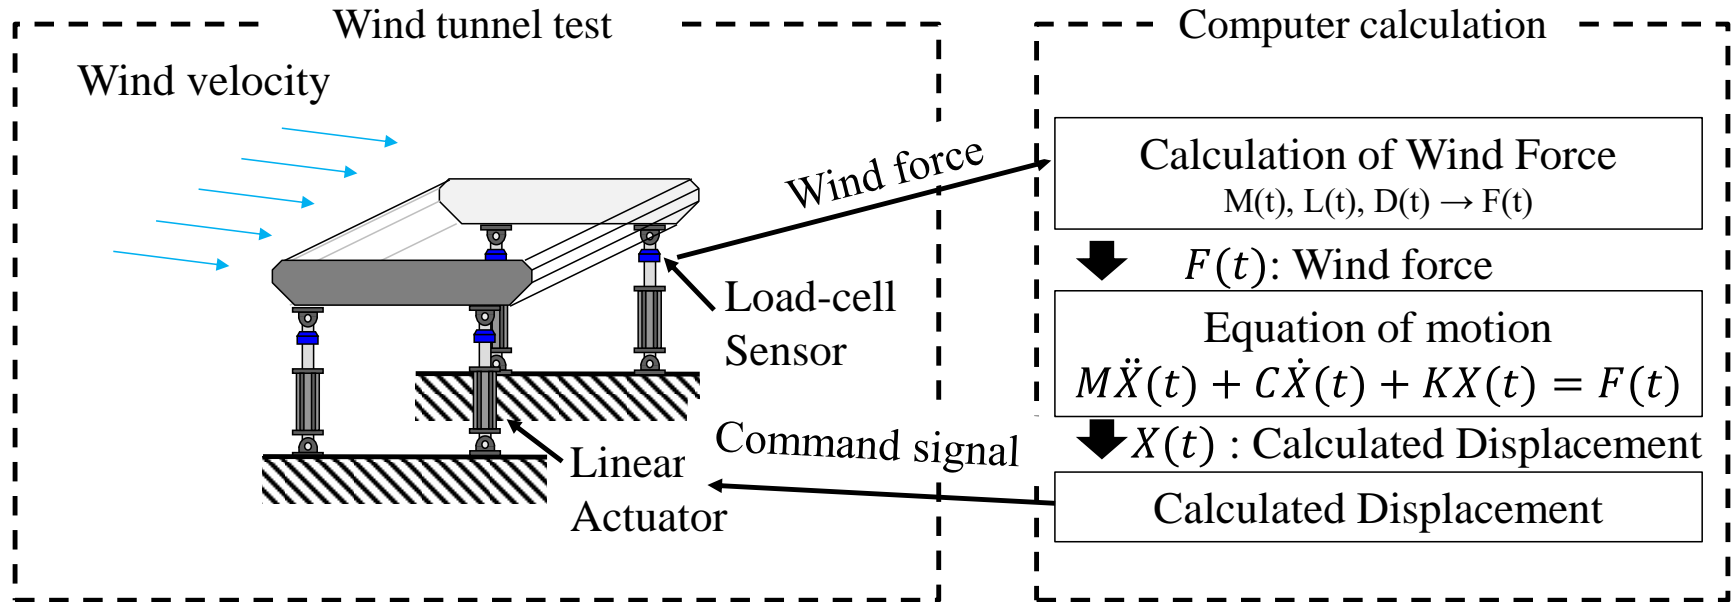 Wind tunnel test
Wind velocity
Wind force
Load-cell
Sensor
Command signal
Linear
Actuator
Computer calculation
Calculation of Wind Force
M(t), L(t), D(t) → F(t)
F(t): Wind force
Equation of motion
MẌ(t) + CẊ(t) + KX(t) = F(t)
X(t) : Calculated Displacement
Calculated Displacement